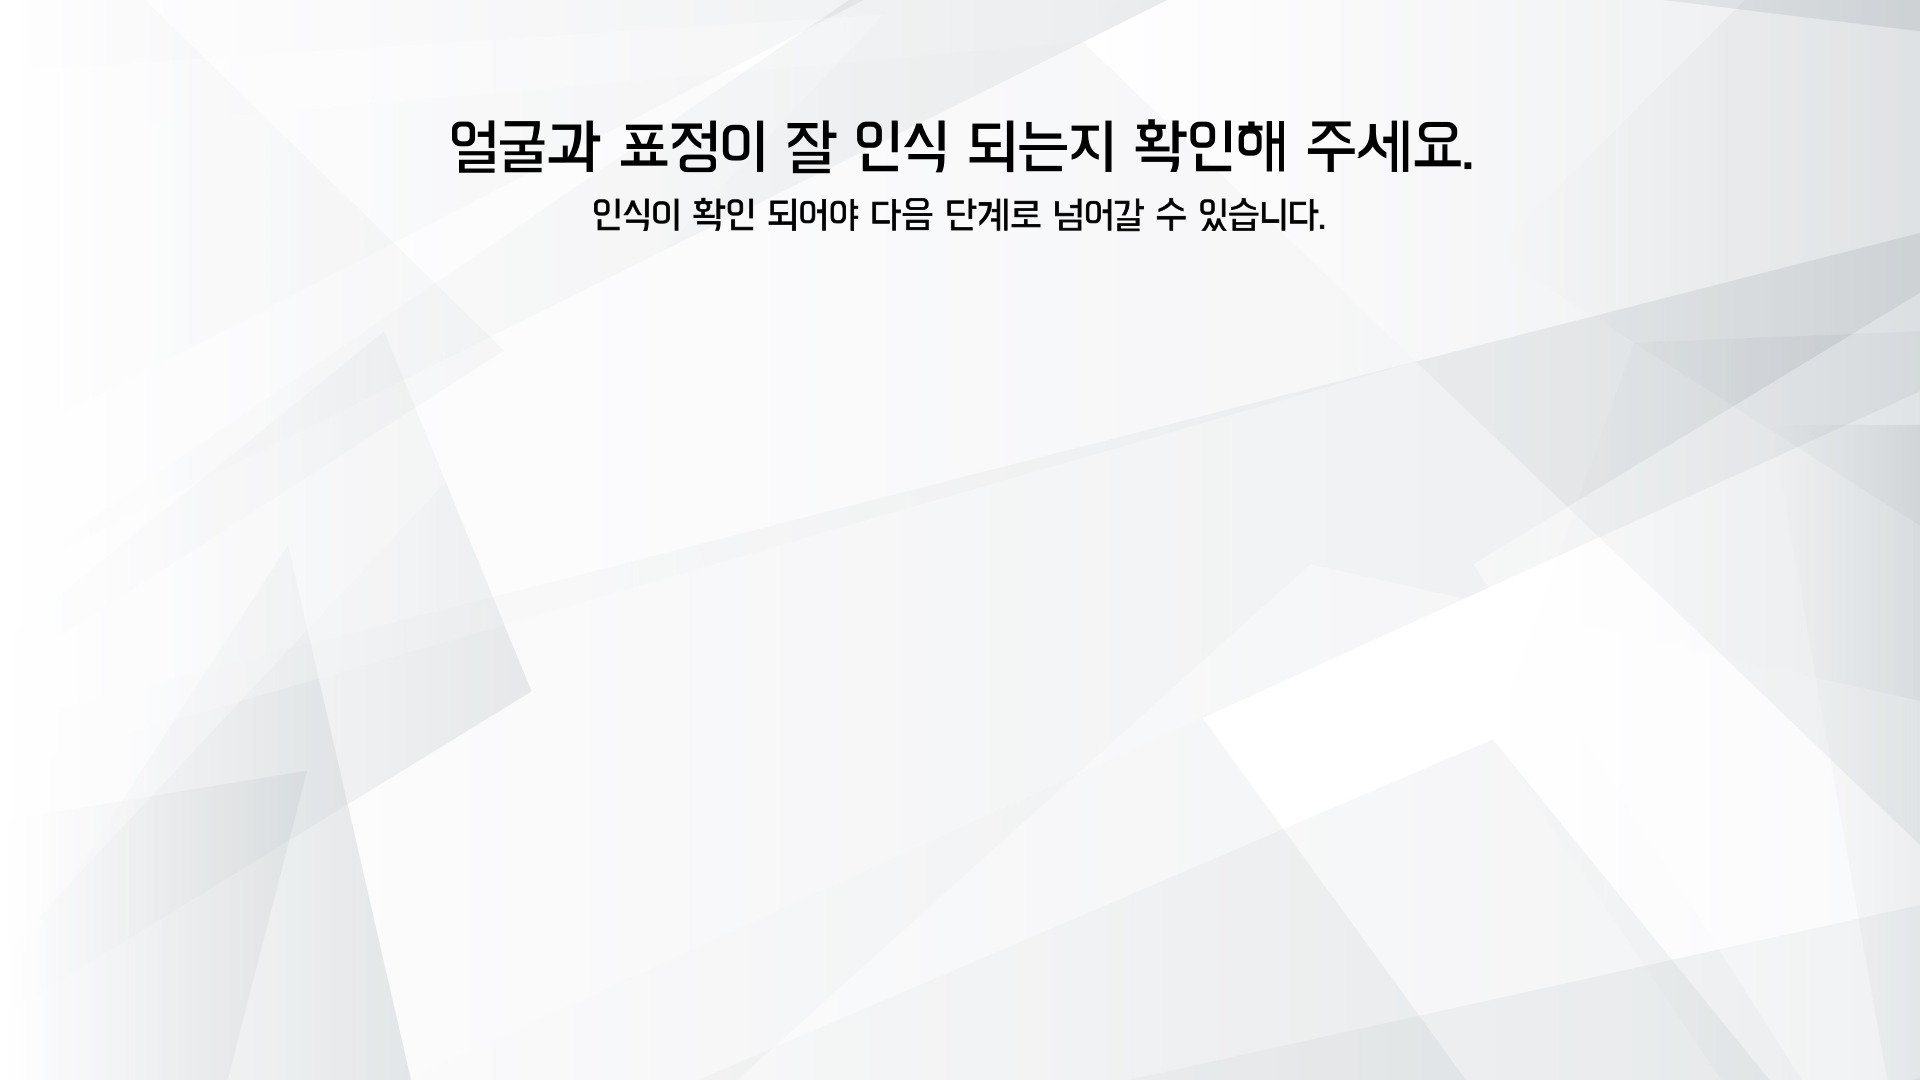 얼굴과 표정이 잘 인식 되는지 확인해 주세요.
인식이 확인 되어야 다음 단계로 넘어갈 수 있습니다.